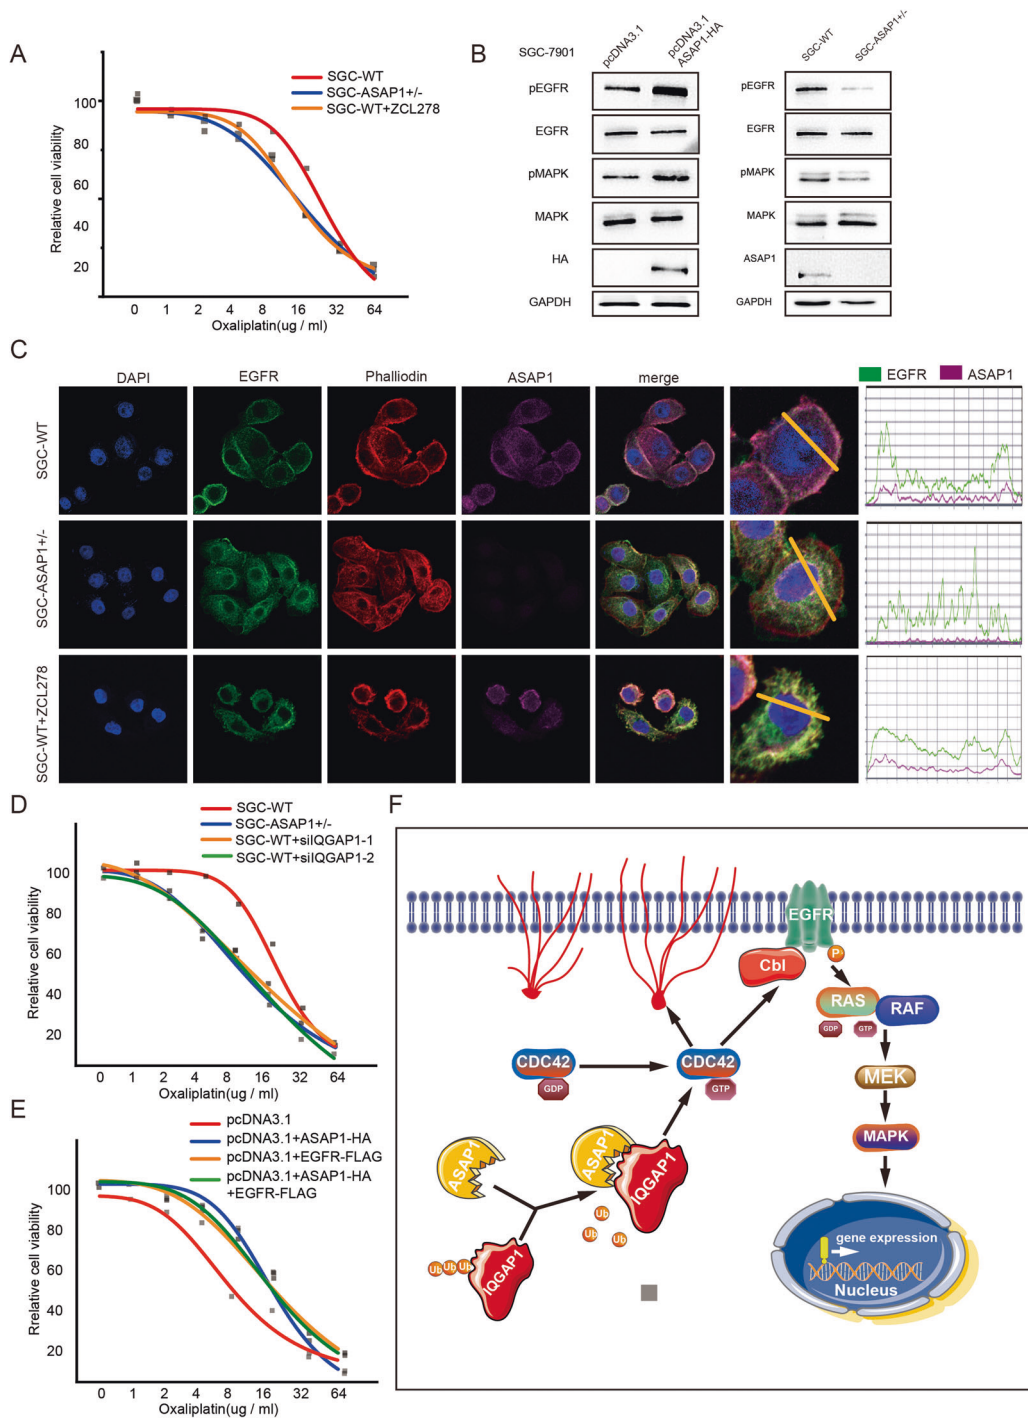 A
SGC-WT
SGC-ASAP1+/-
SGC-WT+ZCL278
Rrelative cell viability
100
80
60
40
20
0 1 2 4 8 16 32 64
Oxaliplatin(ug / ml)
B
SGC-7901
pcDNA3.1
pcDNA3.1
ASAP1-HA
pEGFR
EGFR
pMAPK
MAPK
HA
GAPDH
SGC-WT
SGC-ASAP1+/-
pEGFR
EGFR
pMAPK
MAPK
ASAP1
GAPDH
C
DAPI
EGFR
Phalliodin
ASAP1
merge
EGFR
ASAP1
SGC-WT
SGC-ASAP1+/-
SGC-WT+ZCL278
D
SGC-WT
SGC-ASAP1+/-
SGC-WT+siIQGAP1-1
SGC-WT+siIQGAP1-2
Rrelative cell viability
100
80
60
40
20
0 1 2 4 8 16 32 64
Oxaliplatin(ug / ml)
E
pcDNA3.1
pcDNA3.1+ASAP1-HA
pcDNA3.1+EGFR-FLAG
pcDNA3.1+ASAP1-HA
+EGFR-FLAG
Rrelative cell viability
100
80
60
40
20
0 1 2 4 8 16 32 64
Oxaliplatin(ug / ml)
F
EGFR
Cbl
P
RAS
RAF
GDP
GTP
CDC42
GDP
CDC42
GTP
MEK
MAPK
ASAP1
ASAP1
IQGAP1
Ub
Ub
Ub
Ub
Ub
Ub
IQGAP1
gene expression
Nucleus